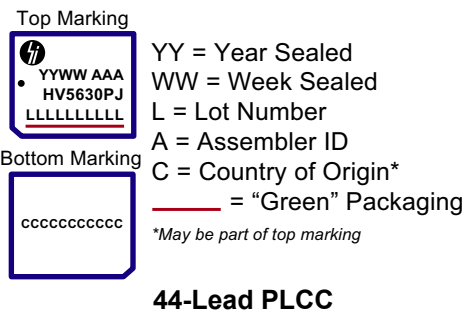 Top Marking
YYWW AAA
HV5630PJ
LLLLLLLLLL
YY = Year Sealed
WW = Week Sealed
L = Lot Number
A = Assembler ID
C = Country of Origin*
= “Green” Packaging
*May be part of top marking
Bottom Marking
CCCCCCCCCCC
44-Lead PLCC